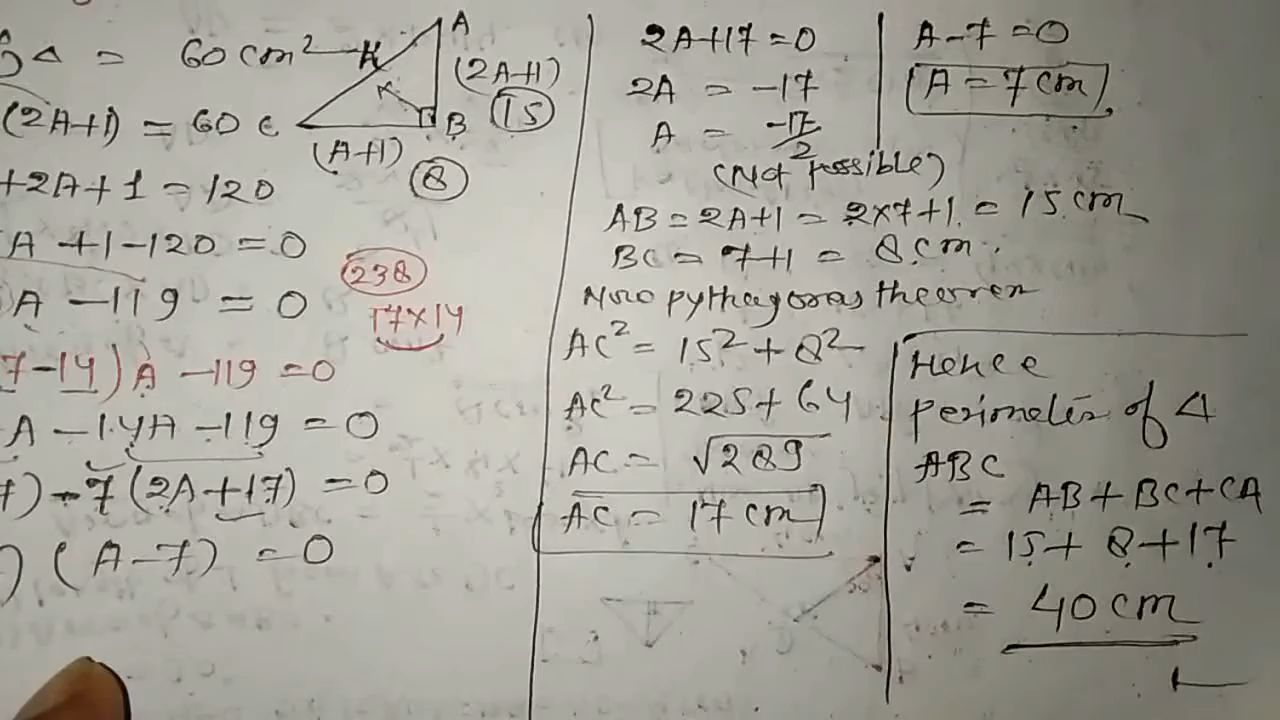 Δ = 60 cm²
(2A+1) = 60
+2A+1 = 120
A +1-120 = 0
A - 119 = 0
7-14) A - 119 = 0
A - 14A - 119 = 0
7) - 7 (2A+17) = 0
) (A-7) = 0
A
(2A+1)
15
C
B
(A+1)
8
238
17×14
2A+17 = 0
2A = -17
A = -17/2
(Not possible)
A-7 = 0
A = 7 cm
AB = 2A+1 = 2×7+1 = 15 cm
BC = 7+1 = 8 cm.
Now pythagoras theorem
AC² = 15² + 8²
AC² = 225 + 64
AC = √289
AC = 17 cm
Hence
perimeter of Δ
ABC
= AB + BC + CA
= 15 + 8 + 17
= 40 cm